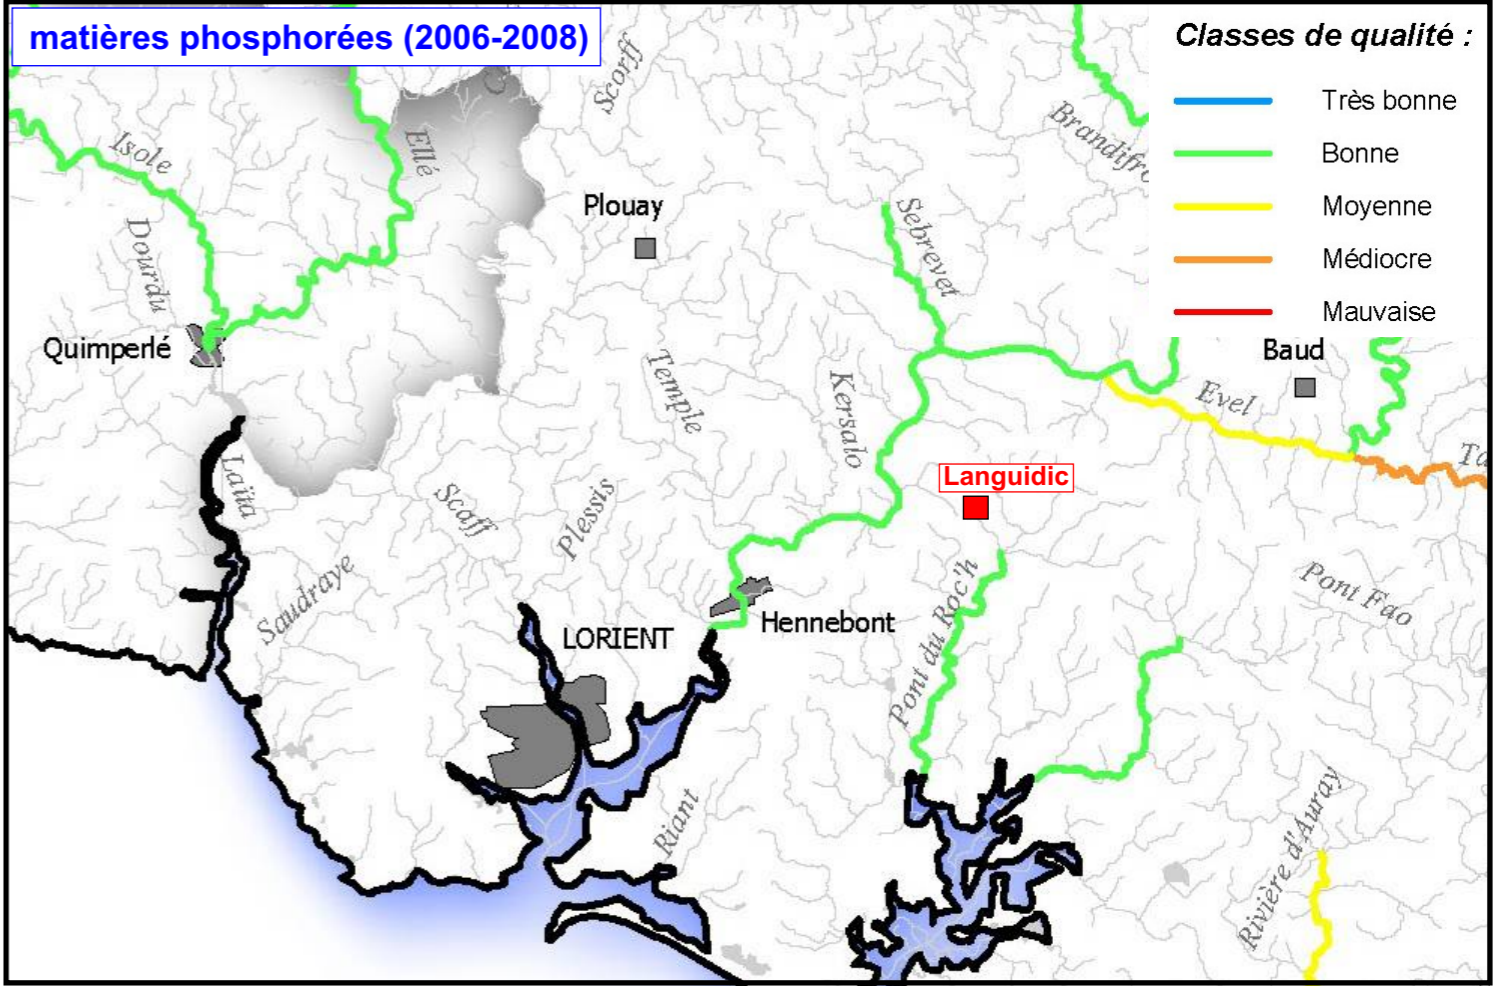 matières phosphorées (2006-2008)
Classes de qualité :
Très bonne
Bonne
Moyenne
Médiocre
Mauvaise
Scorff
Brandifro
Isole
Ellé
Plouay
Sebrevet
Dourdu
Quimperlé
Baud
Temple
Kersalo
Evel
Ta
Languidic
Laïta
Scaff
Plessis
Saudraye
Pont du Roc'h
Pont Fao
Hennebont
LORIENT
Riant
Rivière d'Auray